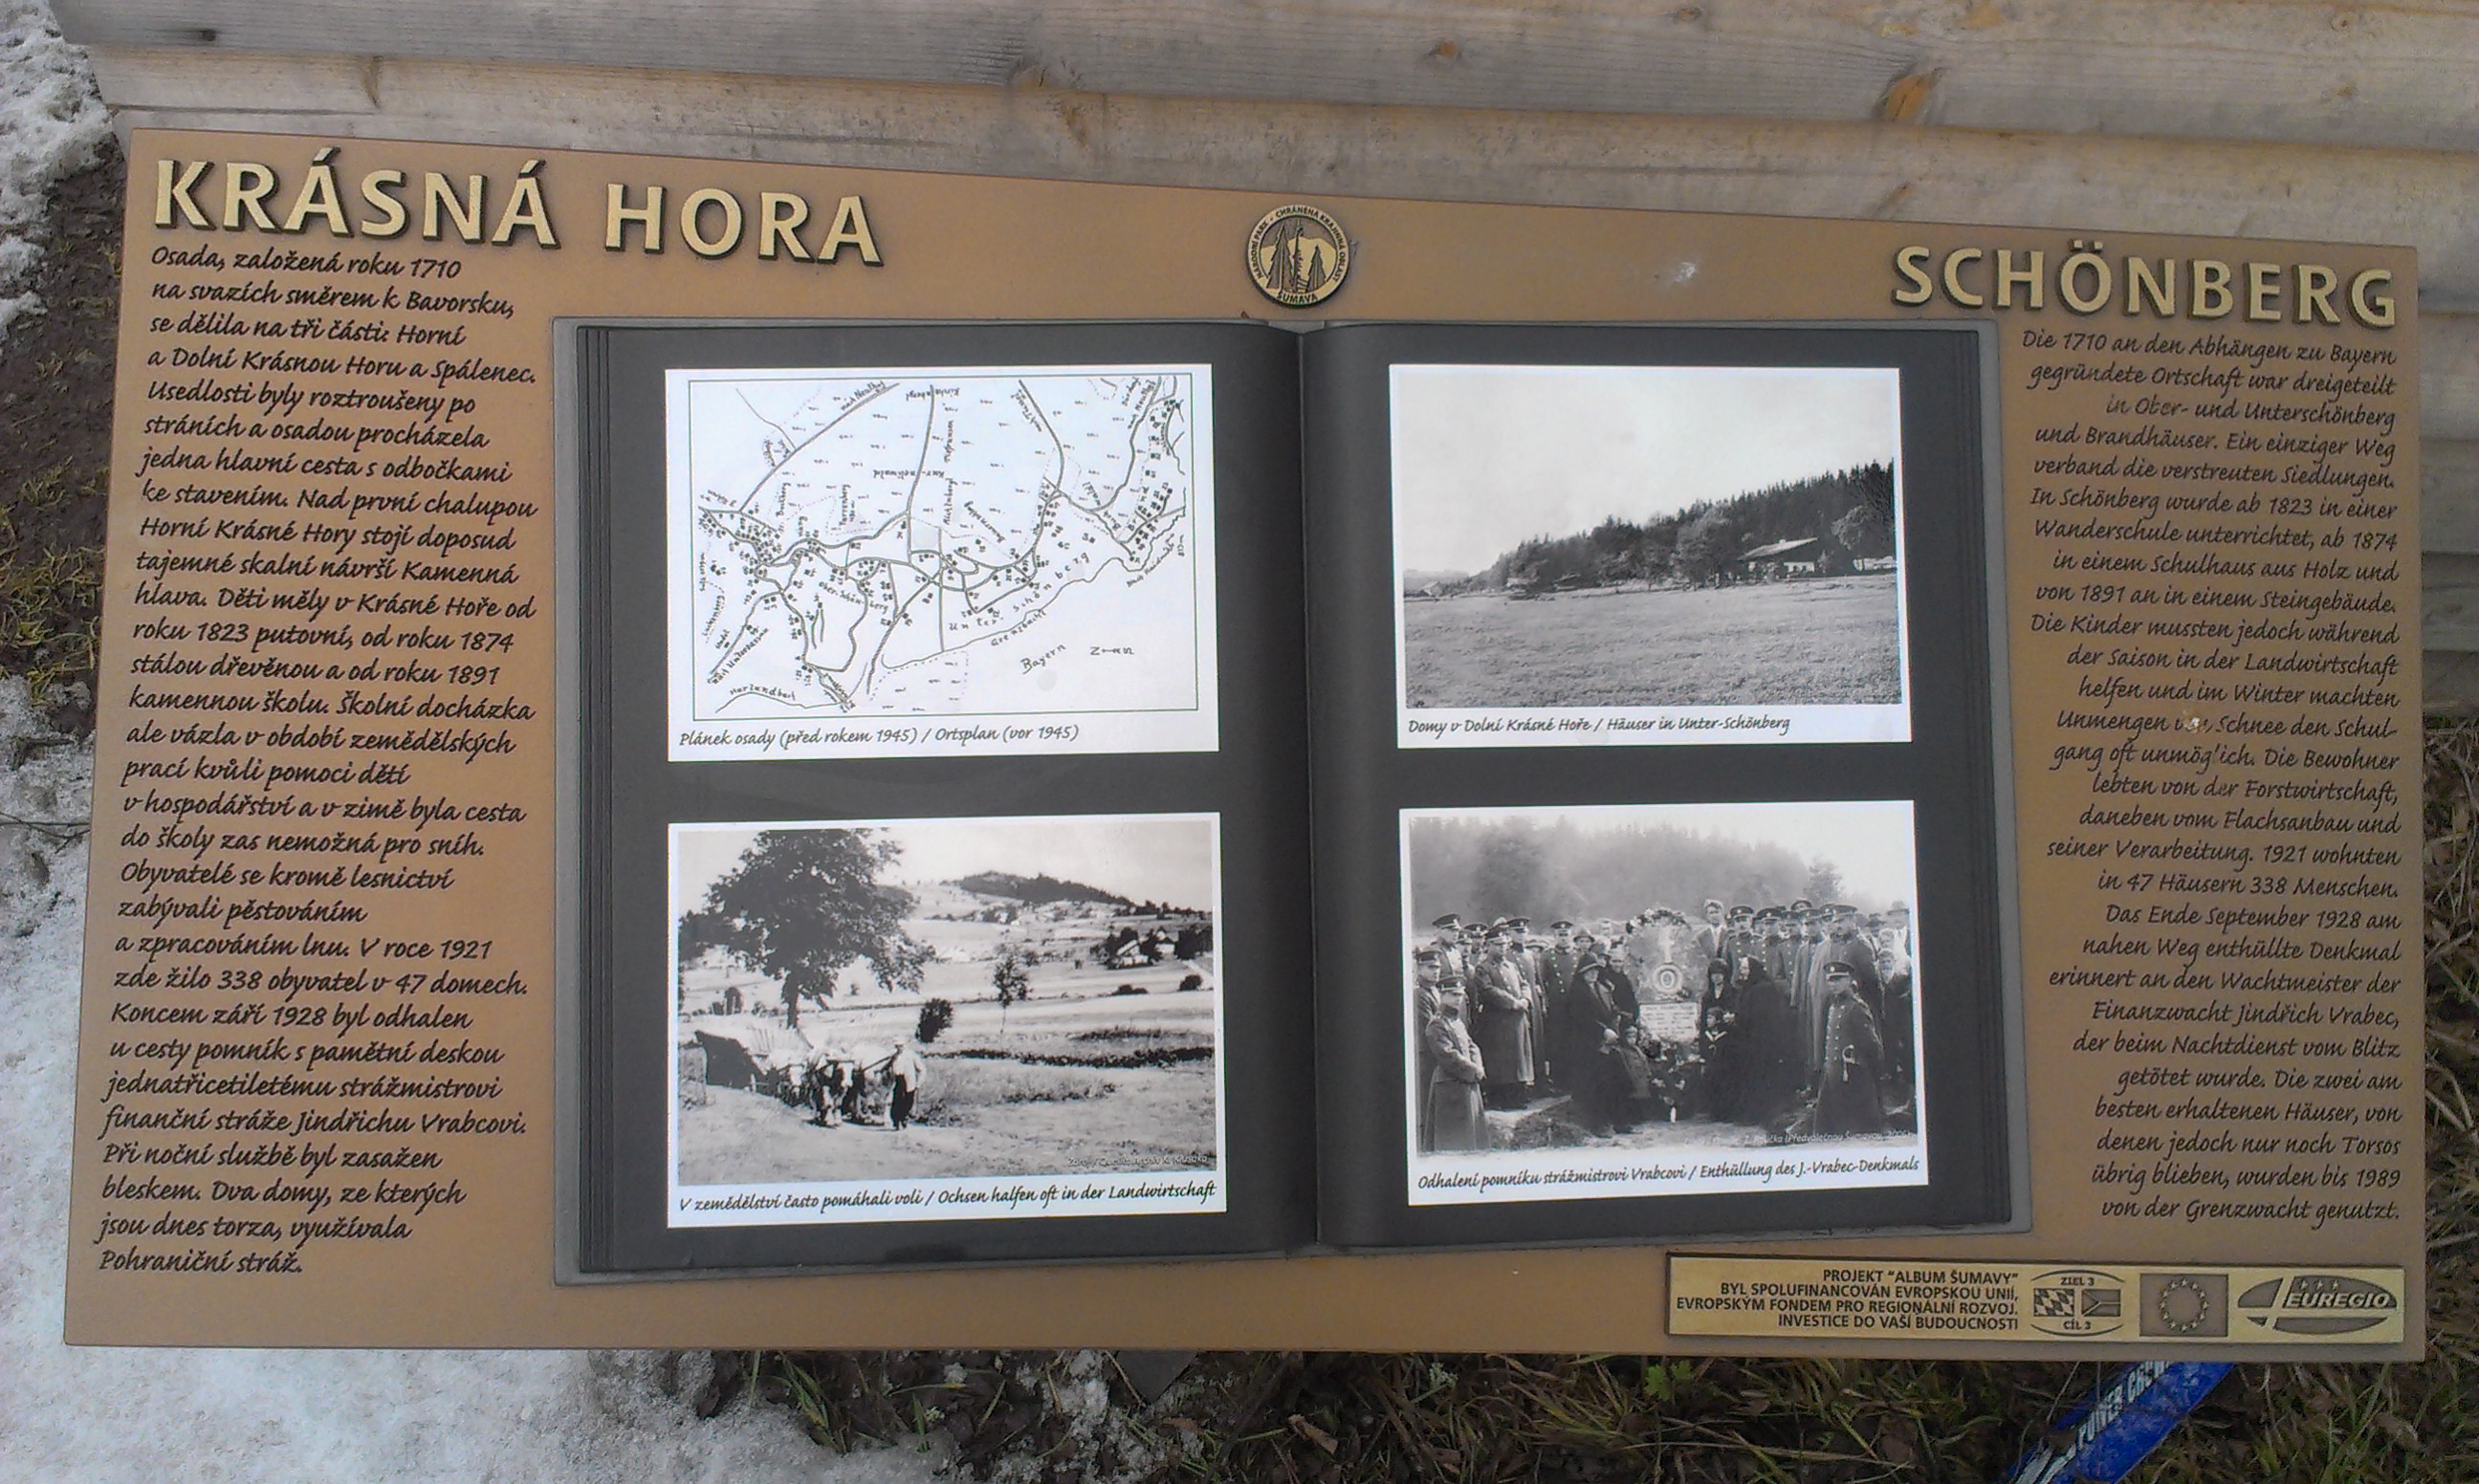 KRÁSNÁ HORA
Osada, založená roku 1710
na svazích směrem k Bavorsku,
se dělila na tři části: Horní
a Dolní Krásnou Horu a Spálenec.
Usedlosti byly roztroušeny po
stráních a osadou procházela
jedna hlavní cesta s odbočkami
ke stavením. Nad první chalupou
Horní Krásné Hory stojí doposud
tajemné skalní návrší Kamenná
hlava. Děti měly v Krásné Hoře od
roku 1823 putovní, od roku 1874
stálou dřevěnou a od roku 1891
kamennou školu. Školní docházka
ale vázla v období zemědělských
prací kvůli pomoci dětí
v hospodářství a v zimě byla cesta
do školy zas nemožná pro sníh.
Obyvatelé se kromě lesnictví
zabývali pěstováním
a zpracováním lnu. V roce 1921
zde žilo 338 obyvatel v 47 domech.
Koncem září 1928 byl odhalen
u cesty pomník s pamětní deskou
jednatřicetiletému strážmistrovi
finanční stráže Jindřichu Vrabcovi.
Při noční službě byl zasažen
bleskem. Dva domy, ze kterých
jsou dnes torza, využívala
Pohraniční stráž.
NÁRODNÍ PARK - CHRÁNĚNÁ KRAJINNÁ OBLAST
ŠUMAVA
Bayern
Grenzbach
Harlandbach
Plánek osady (před rokem 1945) / Ortsplan (vor 1945)
V zemědělství často pomáhali voli / Ochsen halfen oft in der Landwirtschaft
Domy v Dolní Krásné Hoře / Häuser in Unter-Schönberg
Odhalení pomníku strážmistrovi Vrabcovi / Enthüllung des J.-Vrabec-Denkmals
SCHÖNBERG
Die 1710 an den Abhängen zu Bayern
gegründete Ortschaft war dreigeteilt
in Ober- und Unterschönberg
und Brandhäuser. Ein einziger Weg
verband die verstreuten Siedlungen.
In Schönberg wurde ab 1823 in einer
Wanderschule unterrichtet, ab 1874
in einem Schulhaus aus Holz und
von 1891 an in einem Steingebäude.
Die Kinder mussten jedoch während
der Saison in der Landwirtschaft
helfen und im Winter machten
Unmengen von Schnee den Schul-
gang oft unmöglich. Die Bewohner
lebten von der Forstwirtschaft,
daneben vom Flachsanbau und
seiner Verarbeitung. 1921 wohnten
in 47 Häusern 338 Menschen.
Das Ende September 1928 am
nahen Weg enthüllte Denkmal
erinnert an den Wachtmeister der
Finanzwacht Jindřich Vrabec,
der beim Nachtdienst vom Blitz
getötet wurde. Die zwei am
besten erhaltenen Häuser, von
denen jedoch nur noch Torsos
übrig blieben, wurden bis 1989
von der Grenzwacht genutzt.
PROJEKT "ALBUM ŠUMAVY"
BYL SPOLUFINANCOVÁN EVROPSKOU UNIÍ,
EVROPSKÝM FONDEM PRO REGIONÁLNÍ ROZVOJ.
INVESTICE DO VAŠÍ BUDOUCNOSTI
ZIEL 3
CÍL 3
EUREGIO